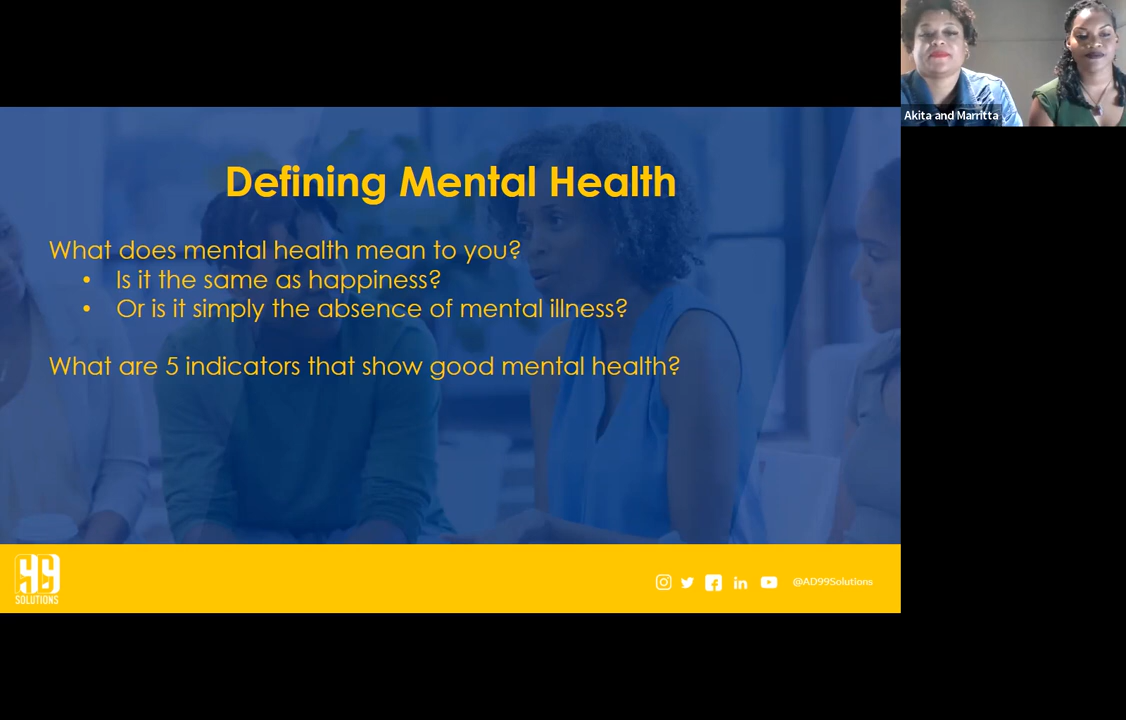 Akita and Marritta
Defining Mental Health
What does mental health mean to you?
• Is it the same as happiness?
• Or is it simply the absence of mental illness?
What are 5 indicators that show good mental health?
99
SOLUTIONS
@AD99Solutions